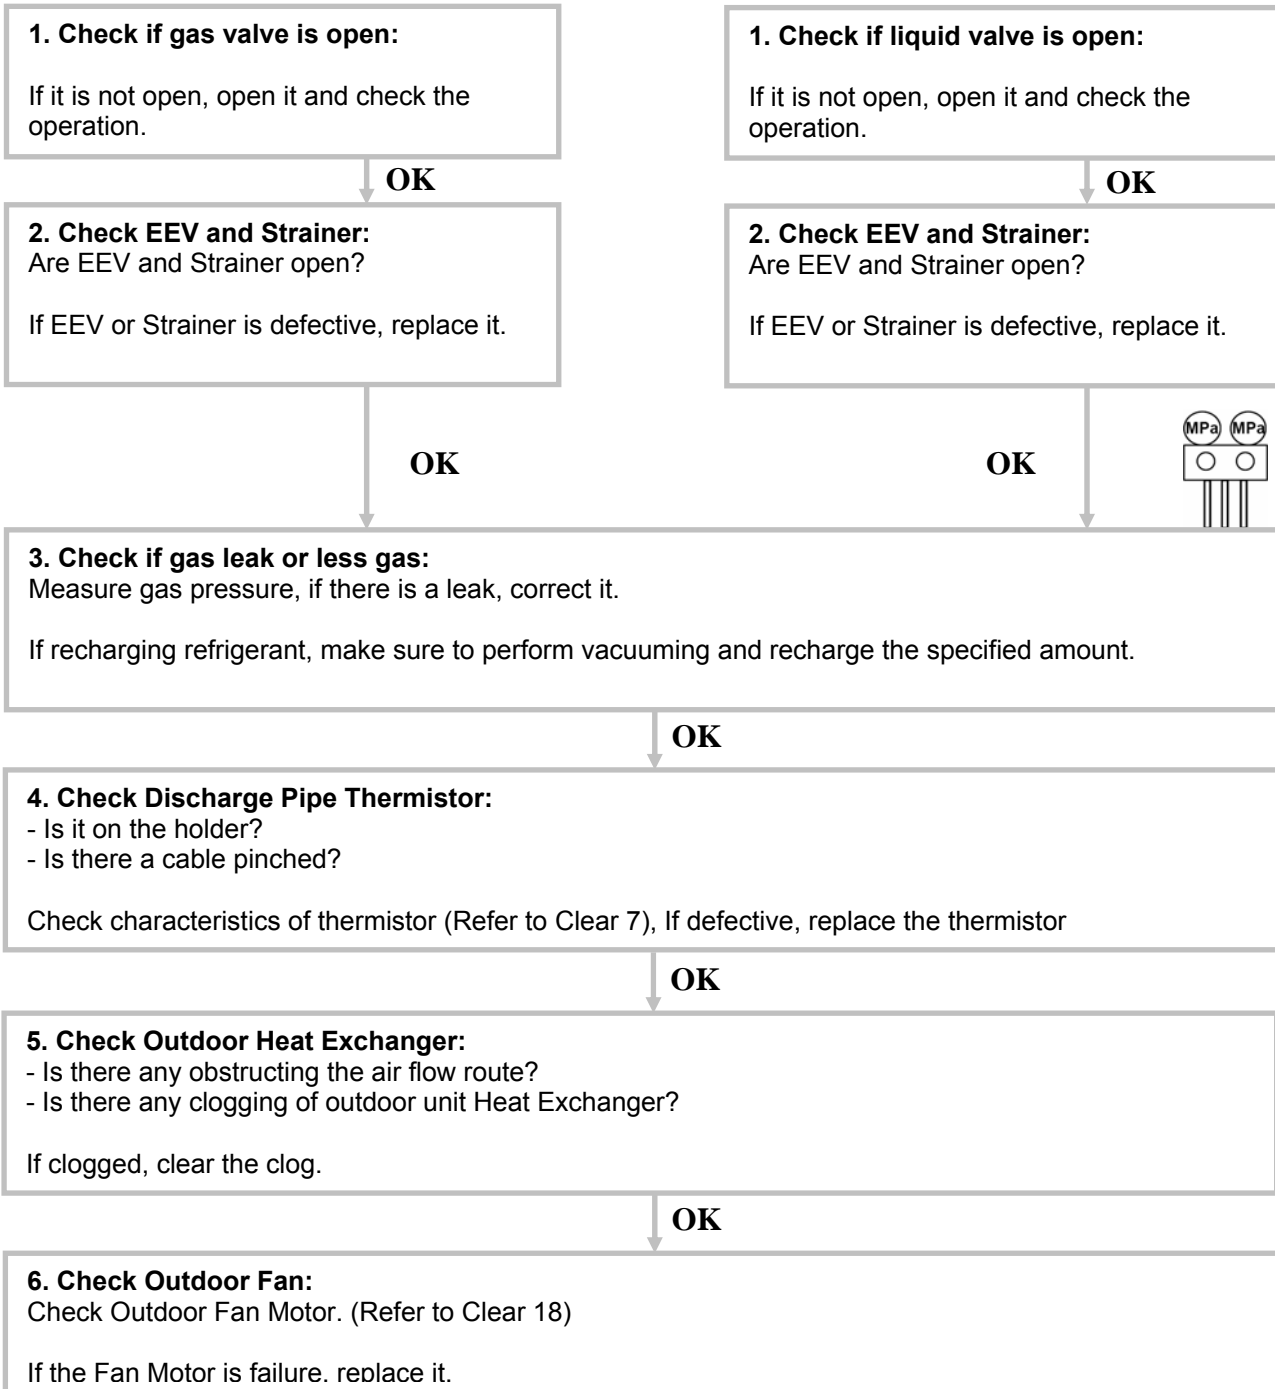 1. Check if gas valve is open:
If it is not open, open it and check the
operation.
OK
2. Check EEV and Strainer:
Are EEV and Strainer open?
If EEV or Strainer is defective, replace it.
OK
1. Check if liquid valve is open:
If it is not open, open it and check the
operation.
OK
2. Check EEV and Strainer:
Are EEV and Strainer open?
If EEV or Strainer is defective, replace it.
OK
MPa MPa
3. Check if gas leak or less gas:
Measure gas pressure, if there is a leak, correct it.
If recharging refrigerant, make sure to perform vacuuming and recharge the specified amount.
OK
4. Check Discharge Pipe Thermistor:
- Is it on the holder?
- Is there a cable pinched?
Check characteristics of thermistor (Refer to Clear 7), If defective, replace the thermistor
OK
5. Check Outdoor Heat Exchanger:
- Is there any obstructing the air flow route?
- Is there any clogging of outdoor unit Heat Exchanger?
If clogged, clear the clog.
OK
6. Check Outdoor Fan:
Check Outdoor Fan Motor. (Refer to Clear 18)
If the Fan Motor is failure, replace it.